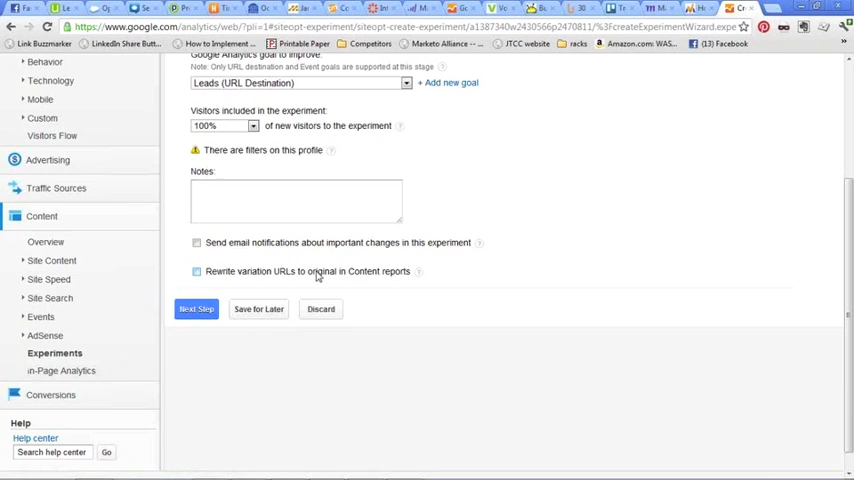 https://www.google.com/analytics/web/?pli=1#siteopt-experiment/siteopt-create-experiment/a1387340w2430566p2470811/%3FcreateExperimentWizard.expe
Link Buzzmarker
LinkedIn Share Butt...
How to Implement ...
Printable Paper
Competitors
Marketo Alliance -...
JTCC website
racks
Amazon.com: WAS...
(8) Facebook
Behavior
Technology
Mobile
Custom
Visitors Flow
Advertising
Traffic Sources
Content
Overview
Site Content
Site Speed
Site Search
Events
AdSense
Experiments
In-Page Analytics
Conversions
Help
Help center
Search help center
Go
Google Analytics goal to improve:
Note: Only URL destination and Event goals are supported at this stage
Leads (URL Destination)
+ Add new goal
Visitors included in the experiment:
100%
of new visitors to the experiment
There are filters on this profile
Notes:
Send email notifications about important changes in this experiment
Rewrite variation URLs to original in Content reports
Next Step
Save for Later
Discard